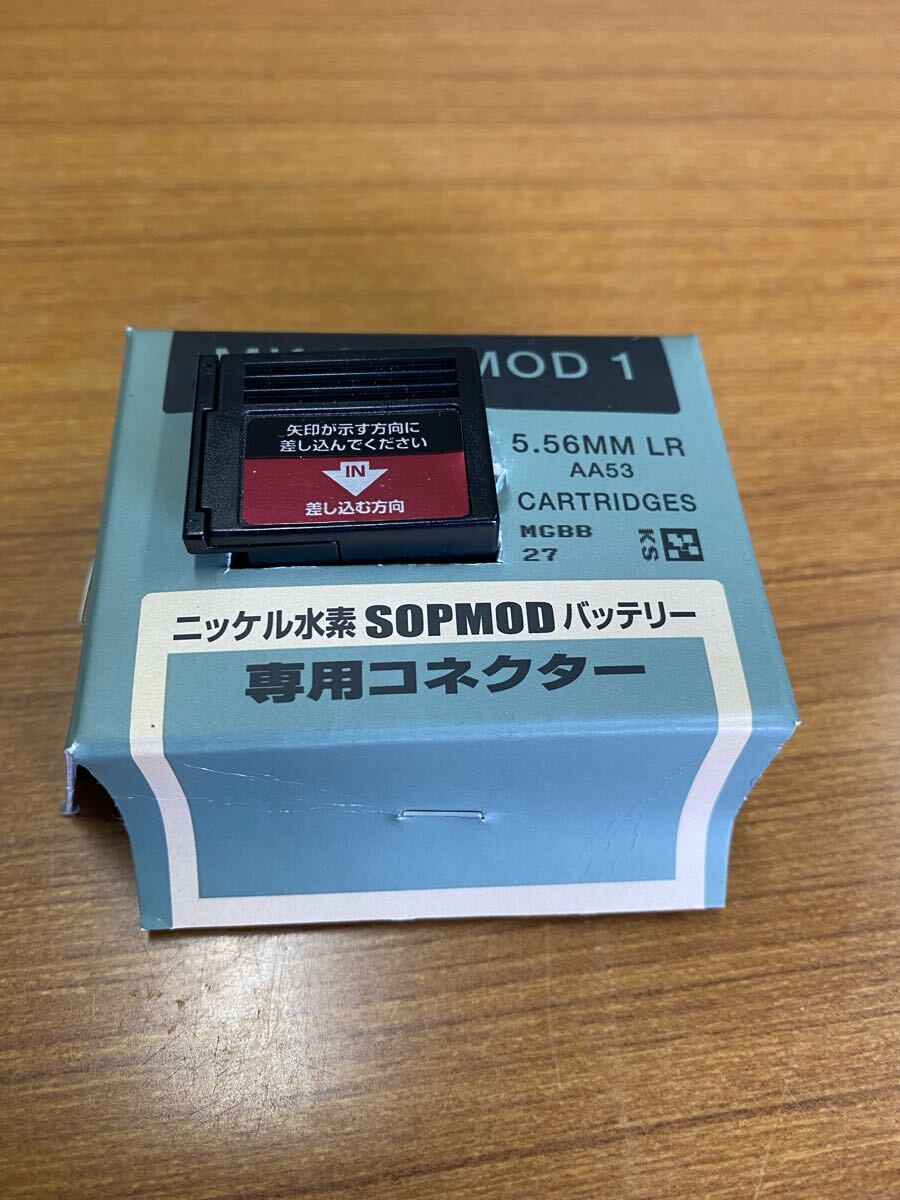 MOD 1
矢印が示す方向に
差し込んでください
IN
差し込む方向
5.56MM LR
AA53
CARTRIDGES
MGBB
27
KS
ニッケル水素 SOPMOD バッテリー
専用コネクター